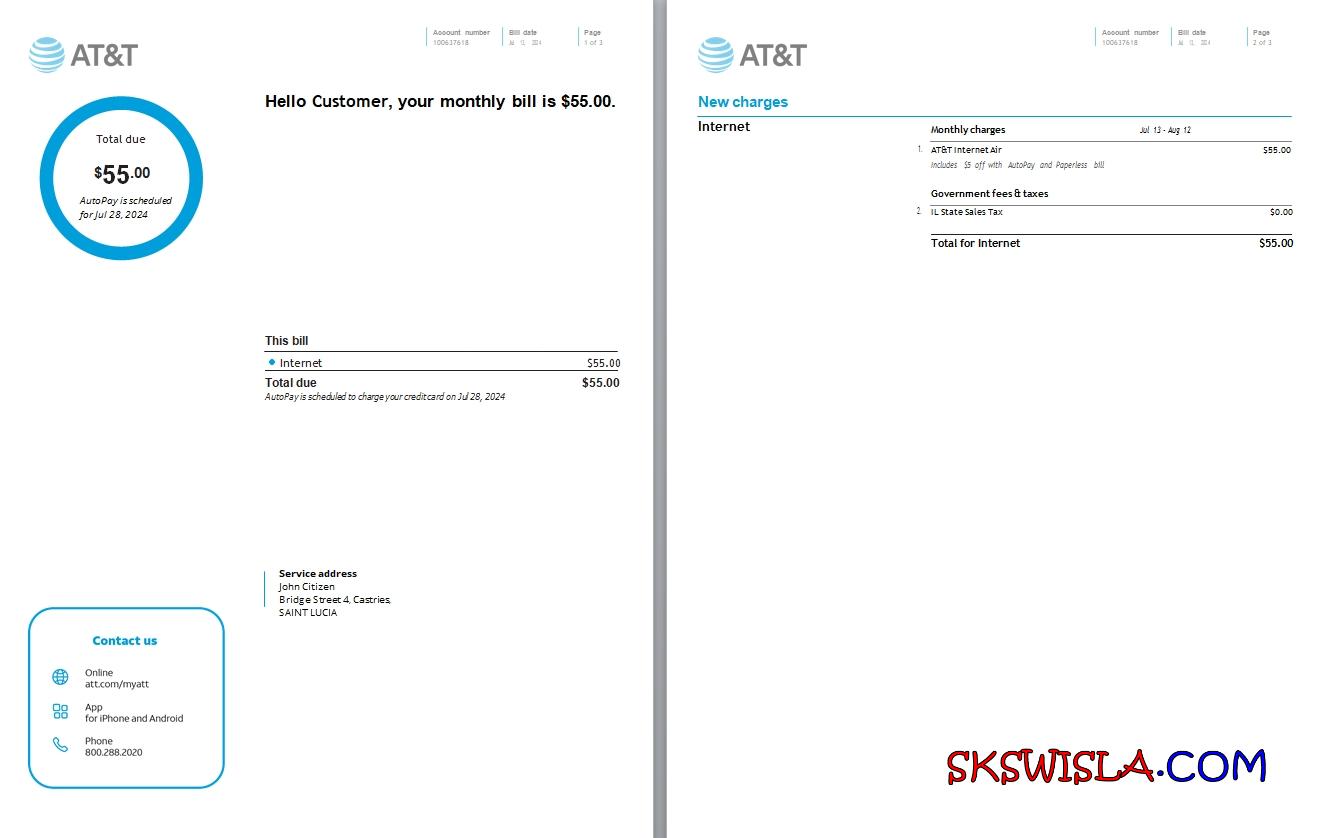 AT&T
Account number
100637618
Bill date
Jul 12, 2024
Page
1 of 3
Hello Customer, your monthly bill is $55.00.
Total due
$55.00
AutoPay is scheduled
for Jul 28, 2024
This bill
Internet $55.00
Total due $55.00
AutoPay is scheduled to charge your credit card on Jul 28, 2024
Service address
John Citizen
Bridge Street 4, Castries,
SAINT LUCIA
Contact us
Online
att.com/myatt
App
for iPhone and Android
Phone
800.288.2020
AT&T
Account number
100637618
Bill date
Jul 12, 2024
Page
2 of 3
New charges
Internet
Monthly charges Jul 13 - Aug 12
1. AT&T Internet Air $55.00
Includes $5 off with AutoPay and Paperless bill
Government fees & taxes
2. IL State Sales Tax $0.00
Total for Internet $55.00
SKSWISLA.COM